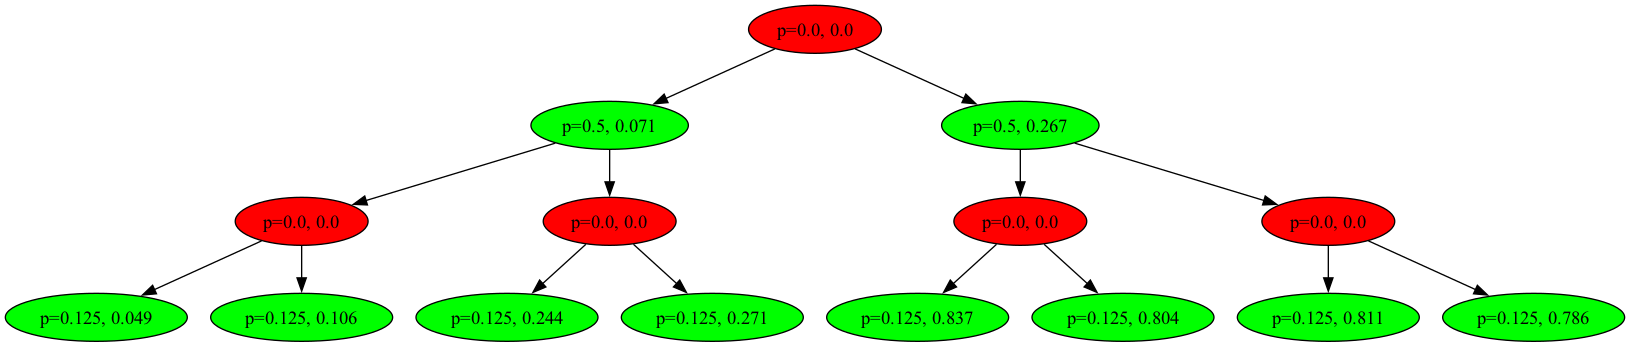 p=0.0, 0.0
p=0.5, 0.071
p=0.5, 0.267
p=0.0, 0.0
p=0.0, 0.0
p=0.0, 0.0
p=0.0, 0.0
p=0.125, 0.049
p=0.125, 0.106
p=0.125, 0.244
p=0.125, 0.271
p=0.125, 0.837
p=0.125, 0.804
p=0.125, 0.811
p=0.125, 0.786